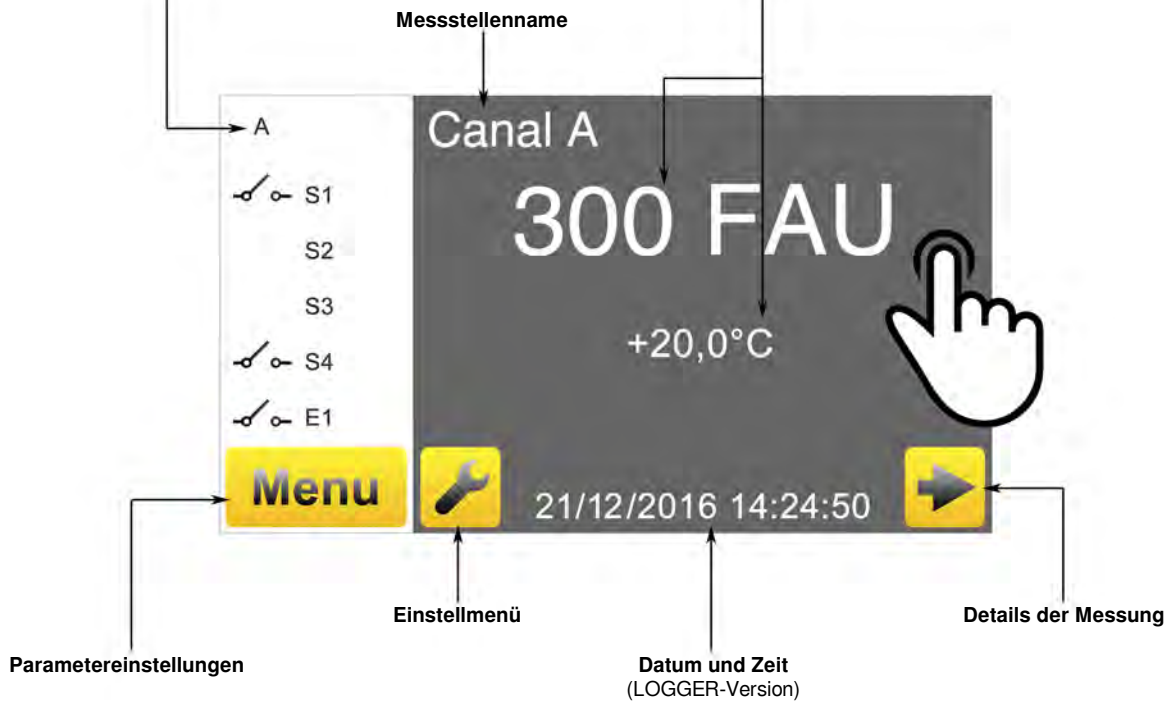 Messstellenname
A
Canal A
S1
300 FAU
S2
S3
+20,0°C
S4
E1
Menu
21/12/2016 14:24:50
Einstellmenü
Details der Messung
Parametereinstellungen
Datum und Zeit
(LOGGER-Version)